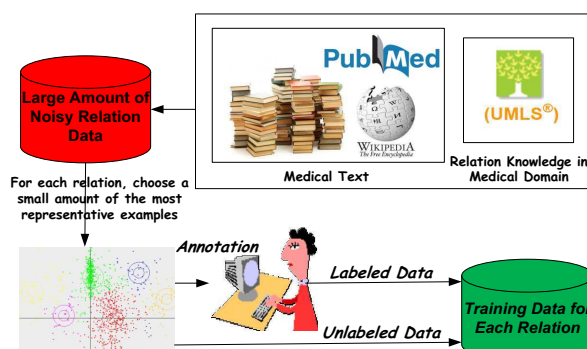 PubMed
Large Amount of
Noisy Relation
Data
WIKIPEDIA
The Free Encyclopedia
(UMLS®)
Medical Text
Relation Knowledge in
Medical Domain
For each relation, choose a
small amount of the most
representative examples
Annotation
Labeled Data
Training Data for
Each Relation
Unlabeled Data